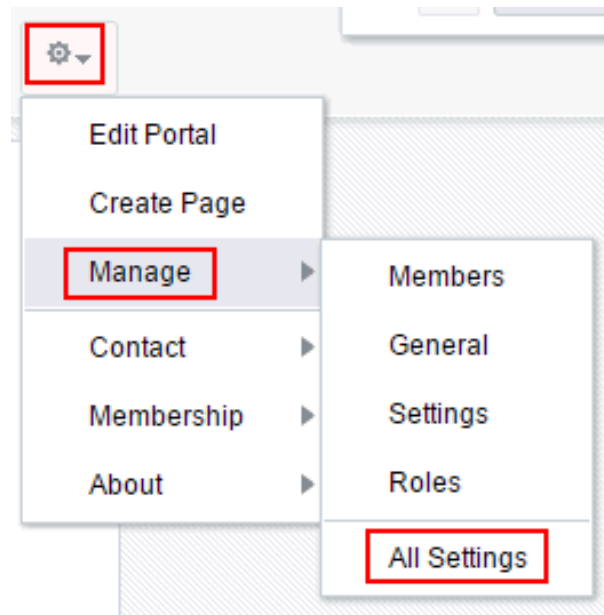 Edit Portal
Create Page
Manage
Contact
Membership
About
Members
General
Settings
Roles
All Settings